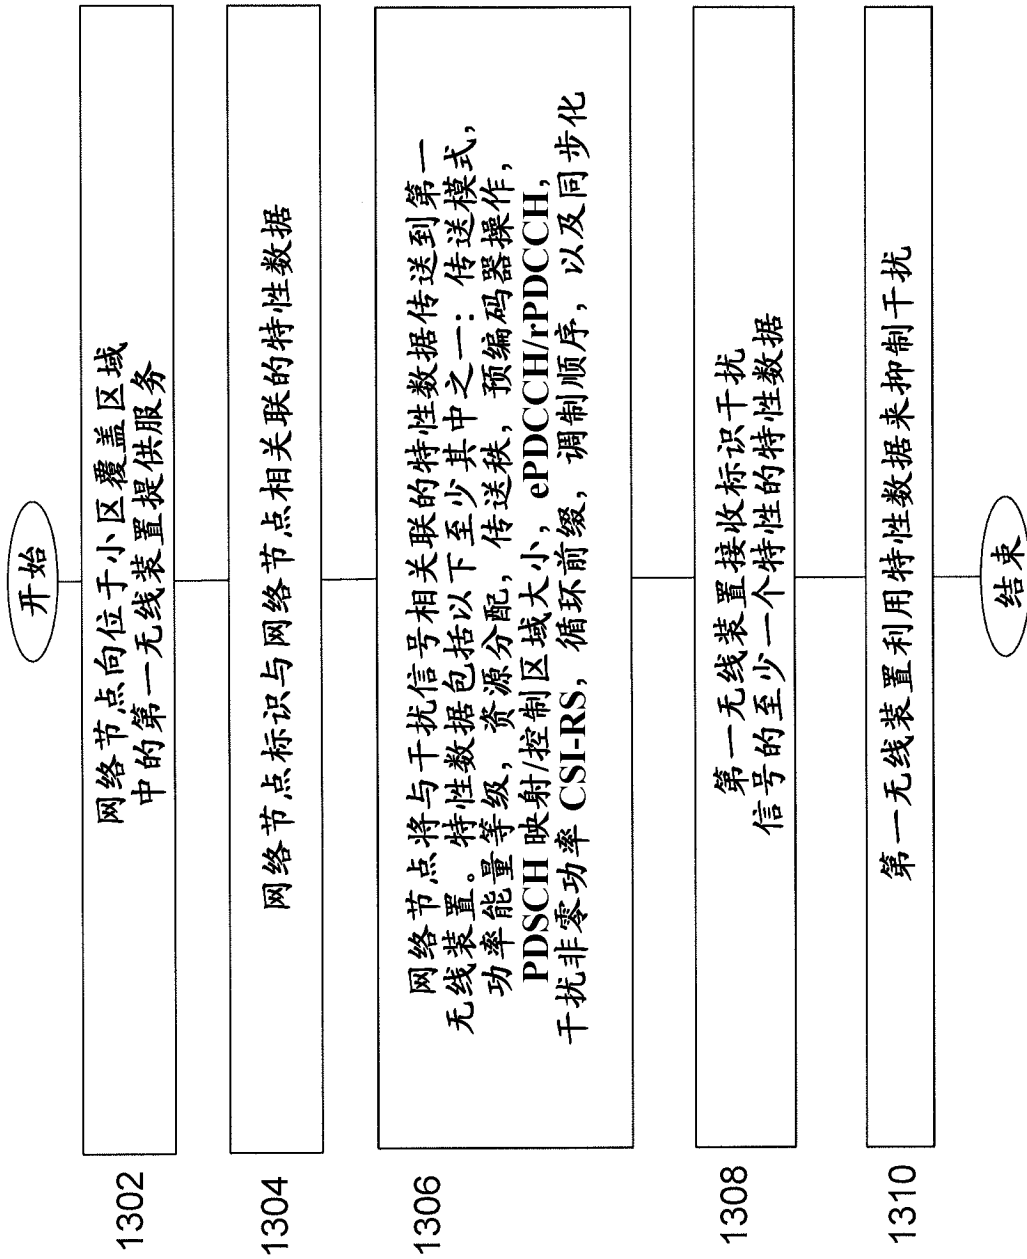 开始
1302
网络节点向位于小区覆盖区域
中的第一无线装置提供服务
1304
网络节点标识与网络节点相关联的特性数据
1306
网络节点将与干扰信号相关联的特性数据传送到第一
无线装置。特性数据包括以下至少其中之一：传送模式，
功率能量等级，资源分配，传送秩，预编码器操作，
PDSCH 映射/控制区域大小，ePDCCH/rPDCCH，
干扰非零功率 CSI-RS，循环前缀，调制顺序，以及同步化
1308
第一无线装置接收标识干扰
信号的至少一个特性的特性数据
1310
第一无线装置利用特性数据来抑制干扰
结束